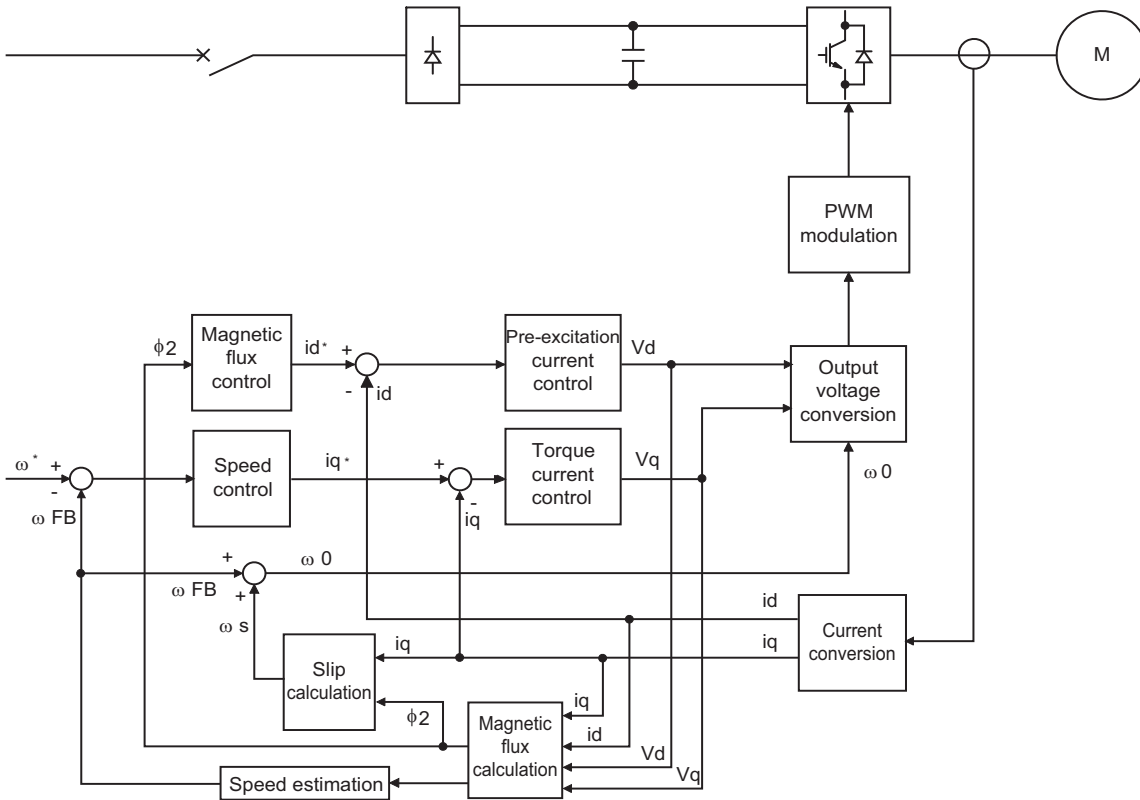 M
PWM
modulation
Magnetic
flux
control
Pre-excitation
current
control
Output
voltage
conversion
ϕ2
id*
+
-
id
Vd
ω*
+
-
Speed
control
iq*
+
-
iq
Torque
current
control
Vq
ω0
ω FB
+
ω FB
+
ω0
ω s
id
iq
Current
conversion
Slip
calculation
iq
ϕ2
Magnetic
flux
calculation
iq
id
Vd
Vq
Speed estimation